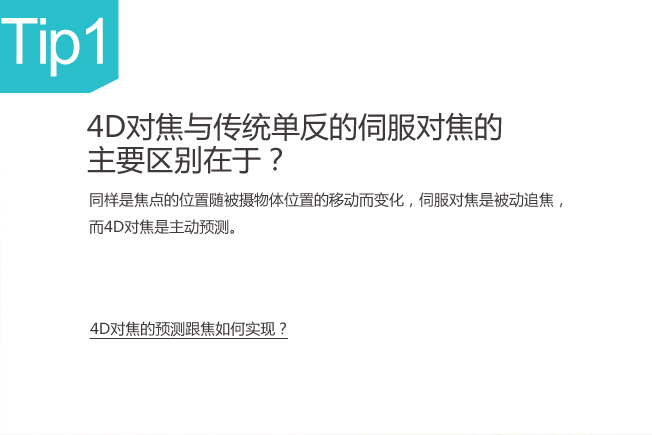 Tip1
4D对焦与传统单反的伺服对焦的
主要区别在于？
同样是焦点的位置随被摄物体位置的移动而变化，伺服对焦是被动追焦，
而4D对焦是主动预测。
4D对焦的预测跟焦如何实现？